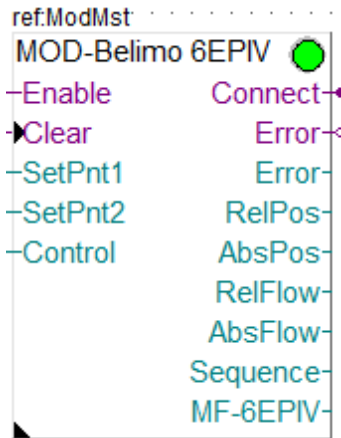 ref:ModMst
MOD-Belimo 6EPIV
Enable Connect
Clear Error
SetPnt1 Error
SetPnt2 RelPos
Control AbsPos
RelFlow
AbsFlow
Sequence
MF-6EPIV